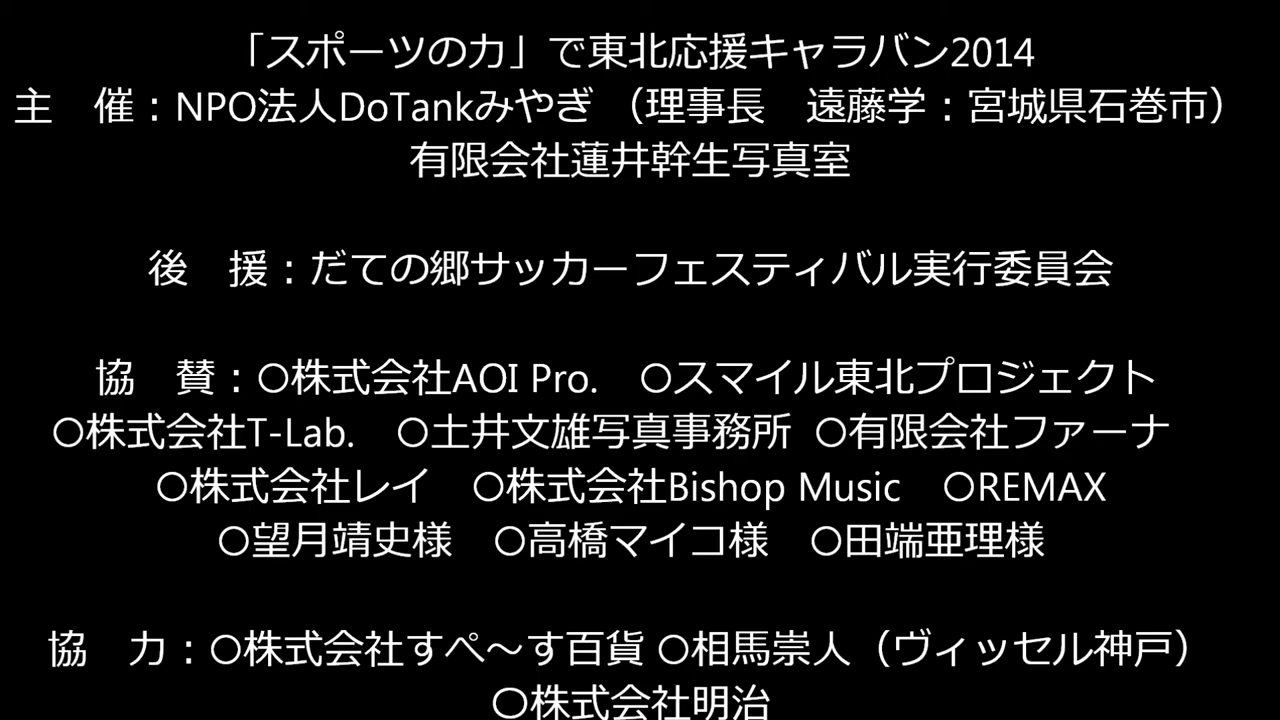 「スポーツの力」で東北応援キャラバン2014
主　催：NPO法人DoTankみやぎ （理事長　遠藤学：宮城県石巻市）
有限会社蓮井幹生写真室
後　援：だての郷サッカーフェスティバル実行委員会
協　賛：○株式会社AOI Pro.　○スマイル東北プロジェクト
○株式会社T-Lab.　○土井文雄写真事務所 ○有限会社ファーナ
○株式会社レイ　○株式会社Bishop Music　○REMAX
○望月靖史様　○高橋マイコ様　○田端亜理様
協　力：○株式会社すぺ～す百貨 ○相馬崇人（ヴィッセル神戸）
○株式会社明治